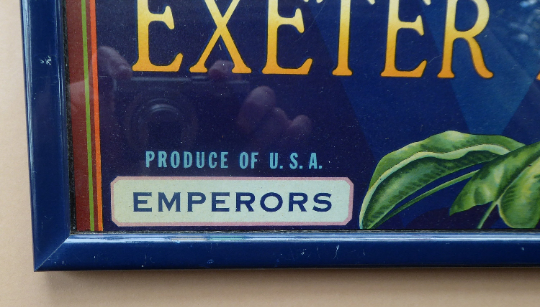 EXETER
PRODUCE OF U.S.A.
EMPERORS